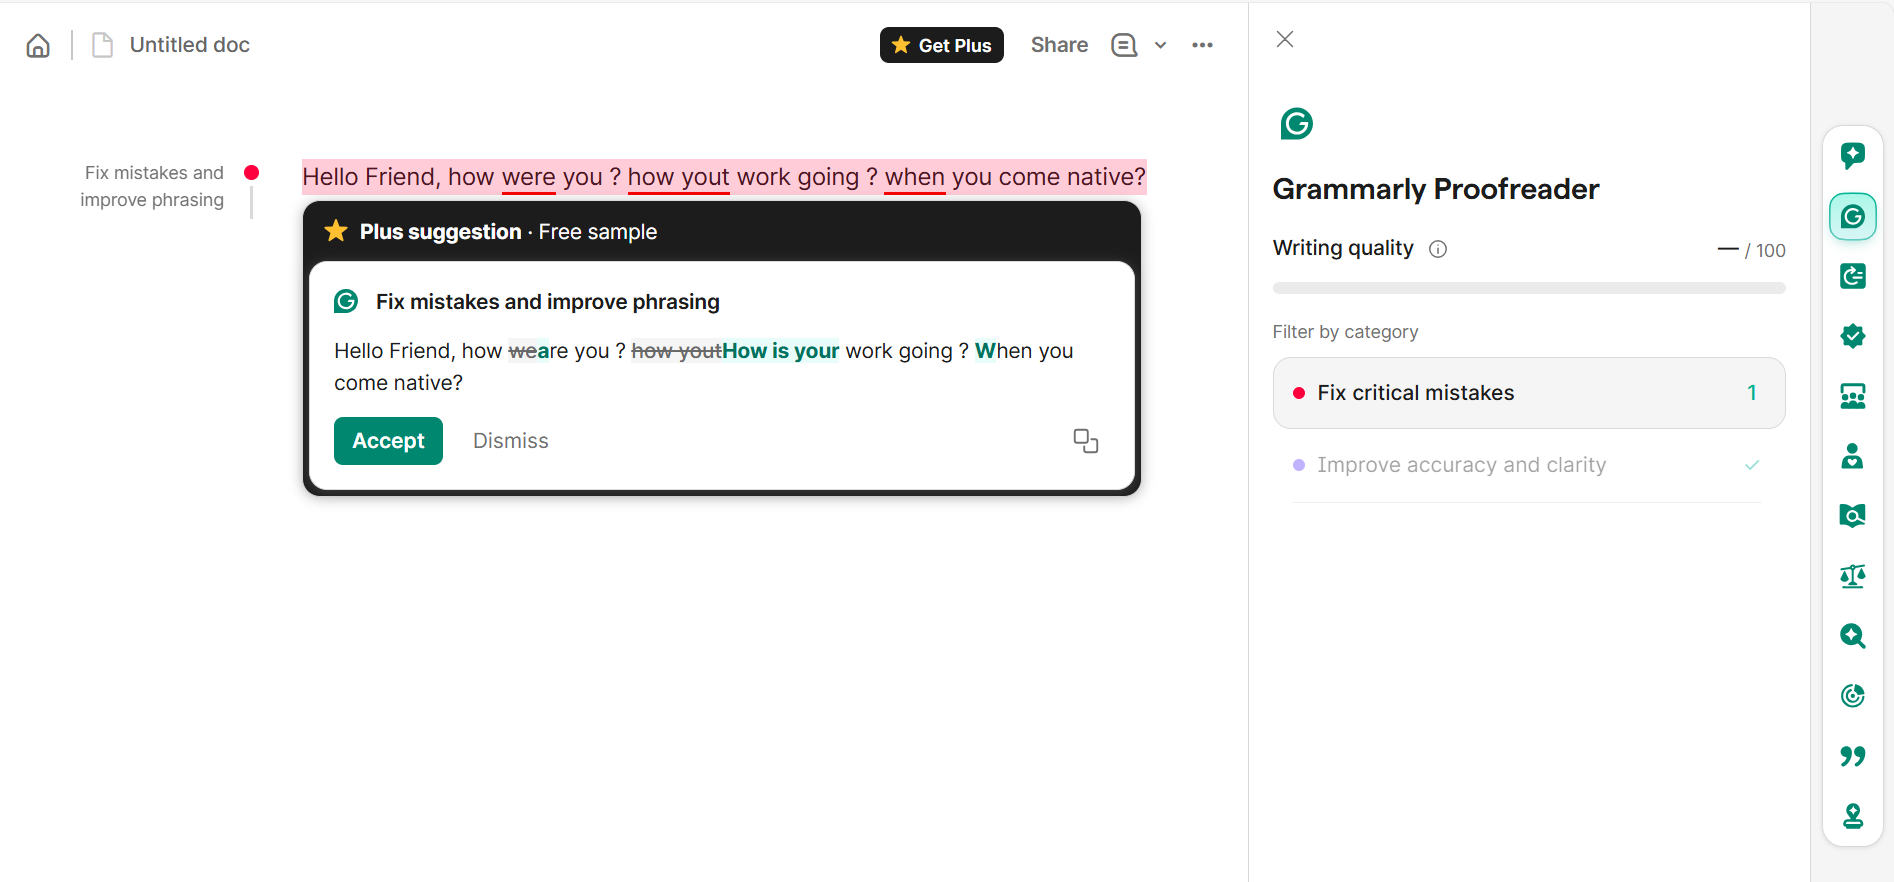 Untitled doc
Get Plus
Share
Fix mistakes and
improve phrasing
Hello Friend, how were you ? how yout work going ? when you come native?
Plus suggestion · Free sample
Fix mistakes and improve phrasing
Hello Friend, how weare you ? how yout How is your work going ? When you
come native?
Accept
Dismiss
Grammarly Proofreader
Writing quality
— / 100
Filter by category
Fix critical mistakes 1
Improve accuracy and clarity